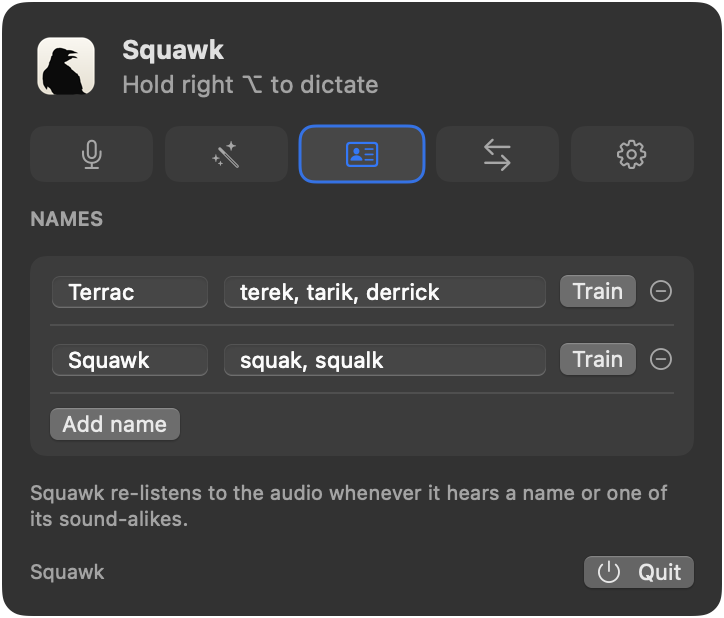 Squawk
Hold right ⌥ to dictate
NAMES
Terrac
terek, tarik, derrick
Train
Squawk
squak, squalk
Train
Add name
Squawk re-listens to the audio whenever it hears a name or one of
its sound-alikes.
Squawk
Quit